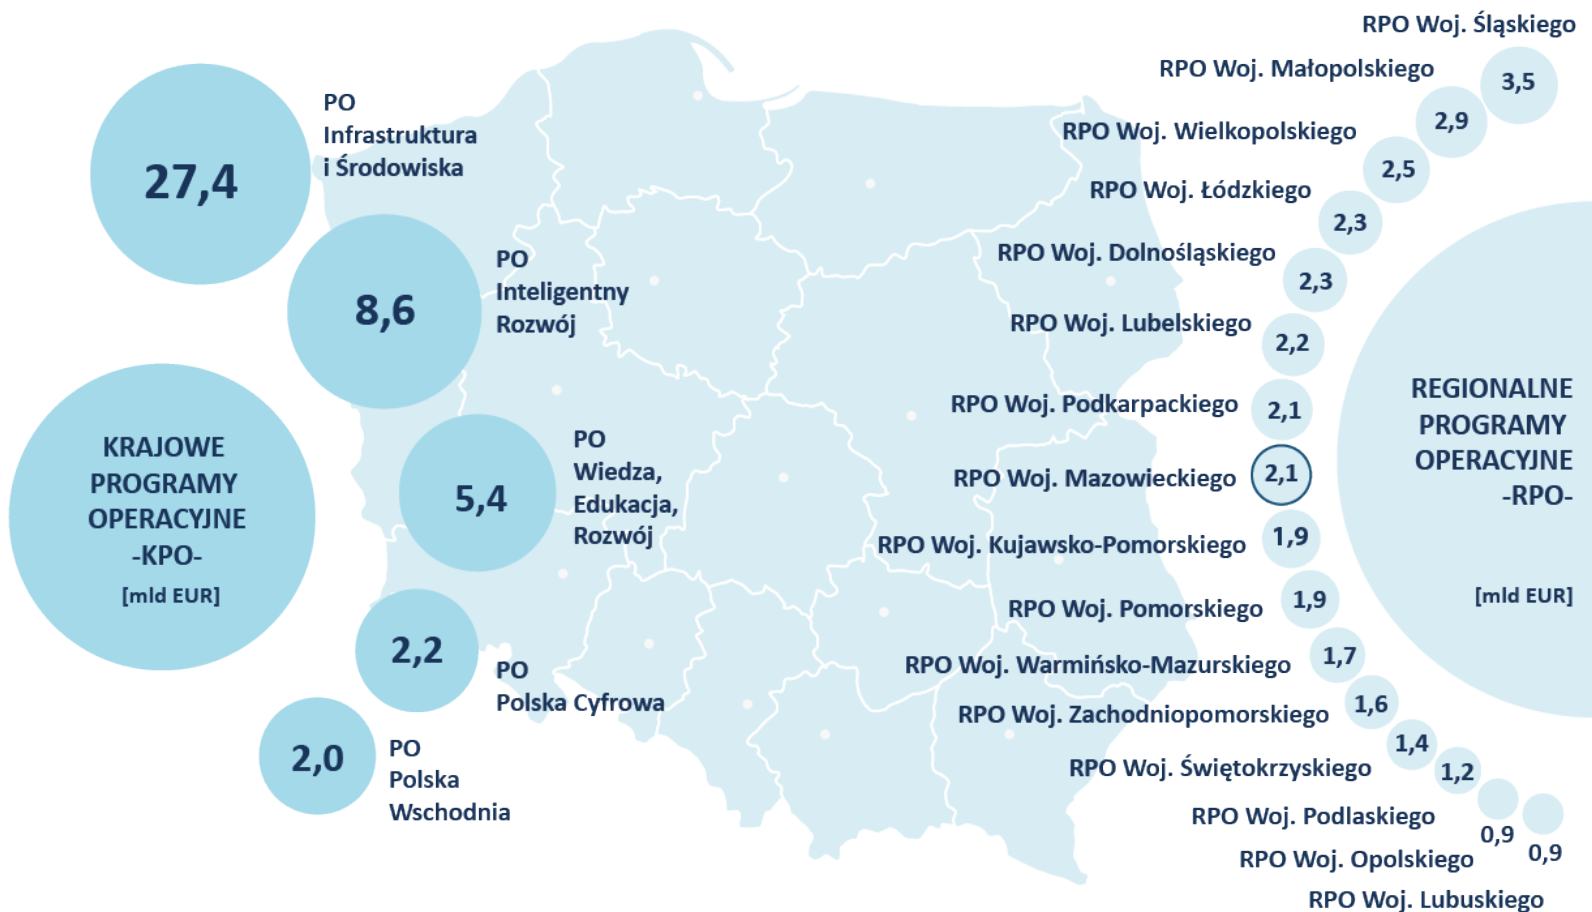 27,4
PO
Infrastruktura
i Środowiska
8,6
PO
Inteligentny
Rozwój
KRAJOWE
PROGRAMY
OPERACYJNE
-KPO-
[mld EUR]
5,4
PO
Wiedza,
Edukacja,
Rozwój
2,2
PO
Polska Cyfrowa
2,0
PO
Polska
Wschodnia
RPO Woj. Śląskiego
3,5
RPO Woj. Małopolskiego
2,9
RPO Woj. Wielkopolskiego
2,5
RPO Woj. Łódzkiego
2,3
RPO Woj. Dolnośląskiego
2,3
RPO Woj. Lubelskiego
2,2
RPO Woj. Podkarpackiego
2,1
RPO Woj. Mazowieckiego
2,1
RPO Woj. Kujawsko-Pomorskiego
1,9
RPO Woj. Pomorskiego
1,9
RPO Woj. Warmińsko-Mazurskiego
1,7
RPO Woj. Zachodniopomorskiego
1,6
RPO Woj. Świętokrzyskiego
1,4
RPO Woj. Podlaskiego
1,2
RPO Woj. Opolskiego
0,9
RPO Woj. Lubuskiego
0,9
REGIONALNE
PROGRAMY
OPERACYJNE
-RPO-
[mld EUR]